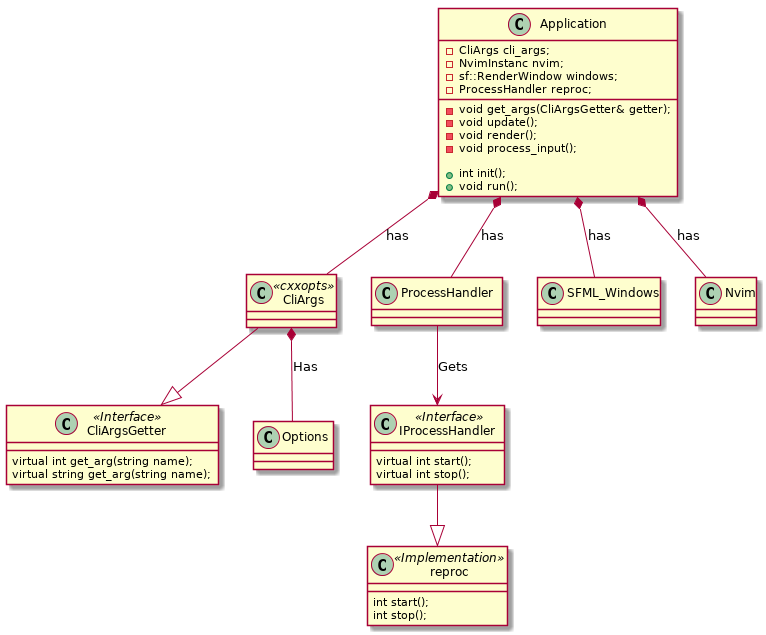 C Application
CliArgs cli_args;
NvimInstanc nvim;
sf::RenderWindow windows;
ProcessHandler reproc;
void get_args(CliArgsGetter& getter);
void update();
void render();
void process_input();
int init();
void run();
has
has
has
has
C «cxxopts»
CliArgs
C ProcessHandler
C SFML_Windows
C Nvim
Has
Gets
C «Interface»
CliArgsGetter
virtual int get_arg(string name);
virtual string get_arg(string name);
C Options
C «Interface»
IProcessHandler
virtual int start();
virtual int stop();
C «Implementation»
reproc
int start();
int stop();